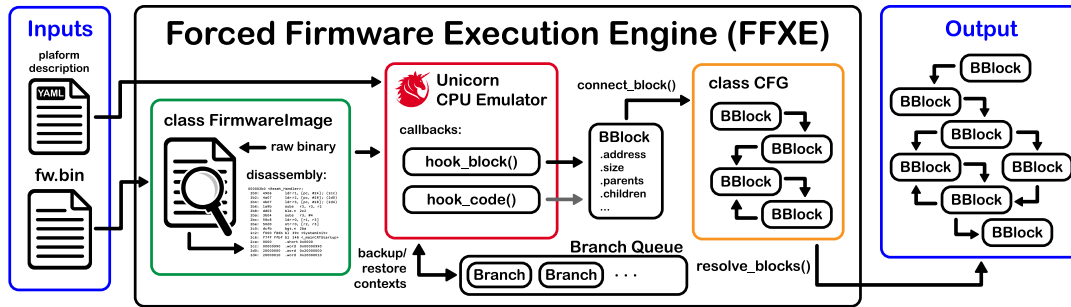 Inputs
plaform
description
YAML
fw.bin
Forced Firmware Execution Engine (FFXE)
class FirmwareImage
raw binary
disassembly:
Unicorn
CPU Emulator
callbacks:
hook_block()
hook_code()
backup/
restore
contexts
Branch Queue
Branch
Branch
. . .
connect_block()
BBlock
.address
.size
.parents
.children
...
class CFG
BBlock
BBlock
BBlock
BBlock
resolve_blocks()
Output
BBlock
BBlock
BBlock
BBlock
BBlock
BBlock